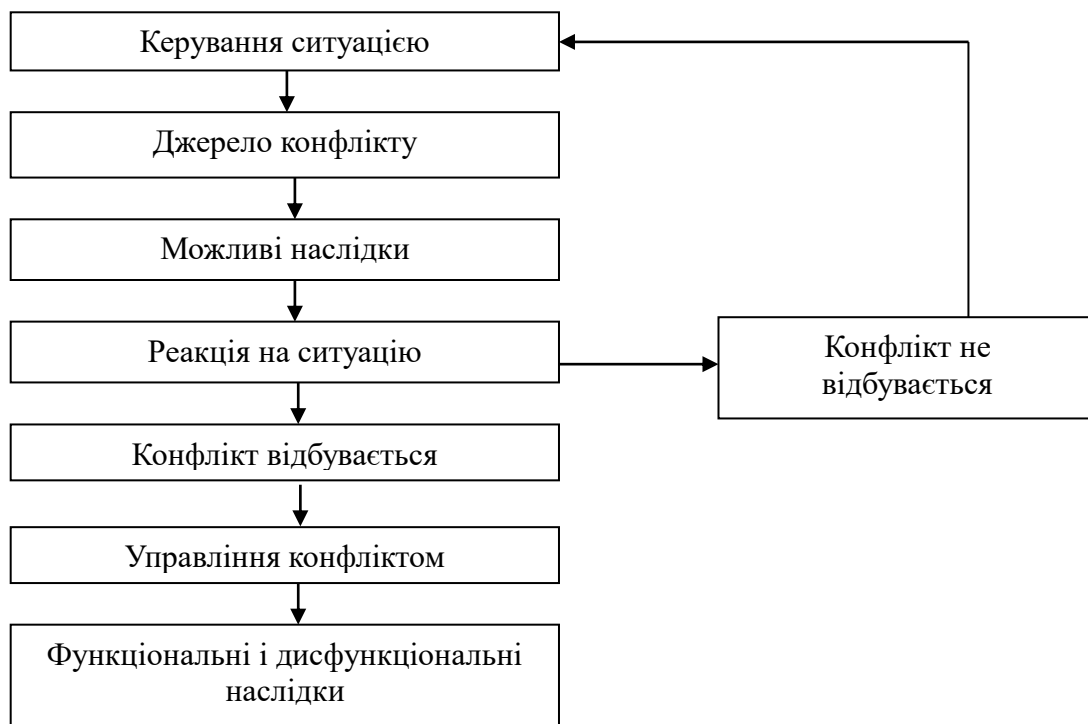 Керування ситуацією
Джерело конфлікту
Можливі наслідки
Реакція на ситуацію
Конфлікт не
відбувається
Конфлікт відбувається
Управління конфліктом
Функціональні і дисфункціональні
наслідки